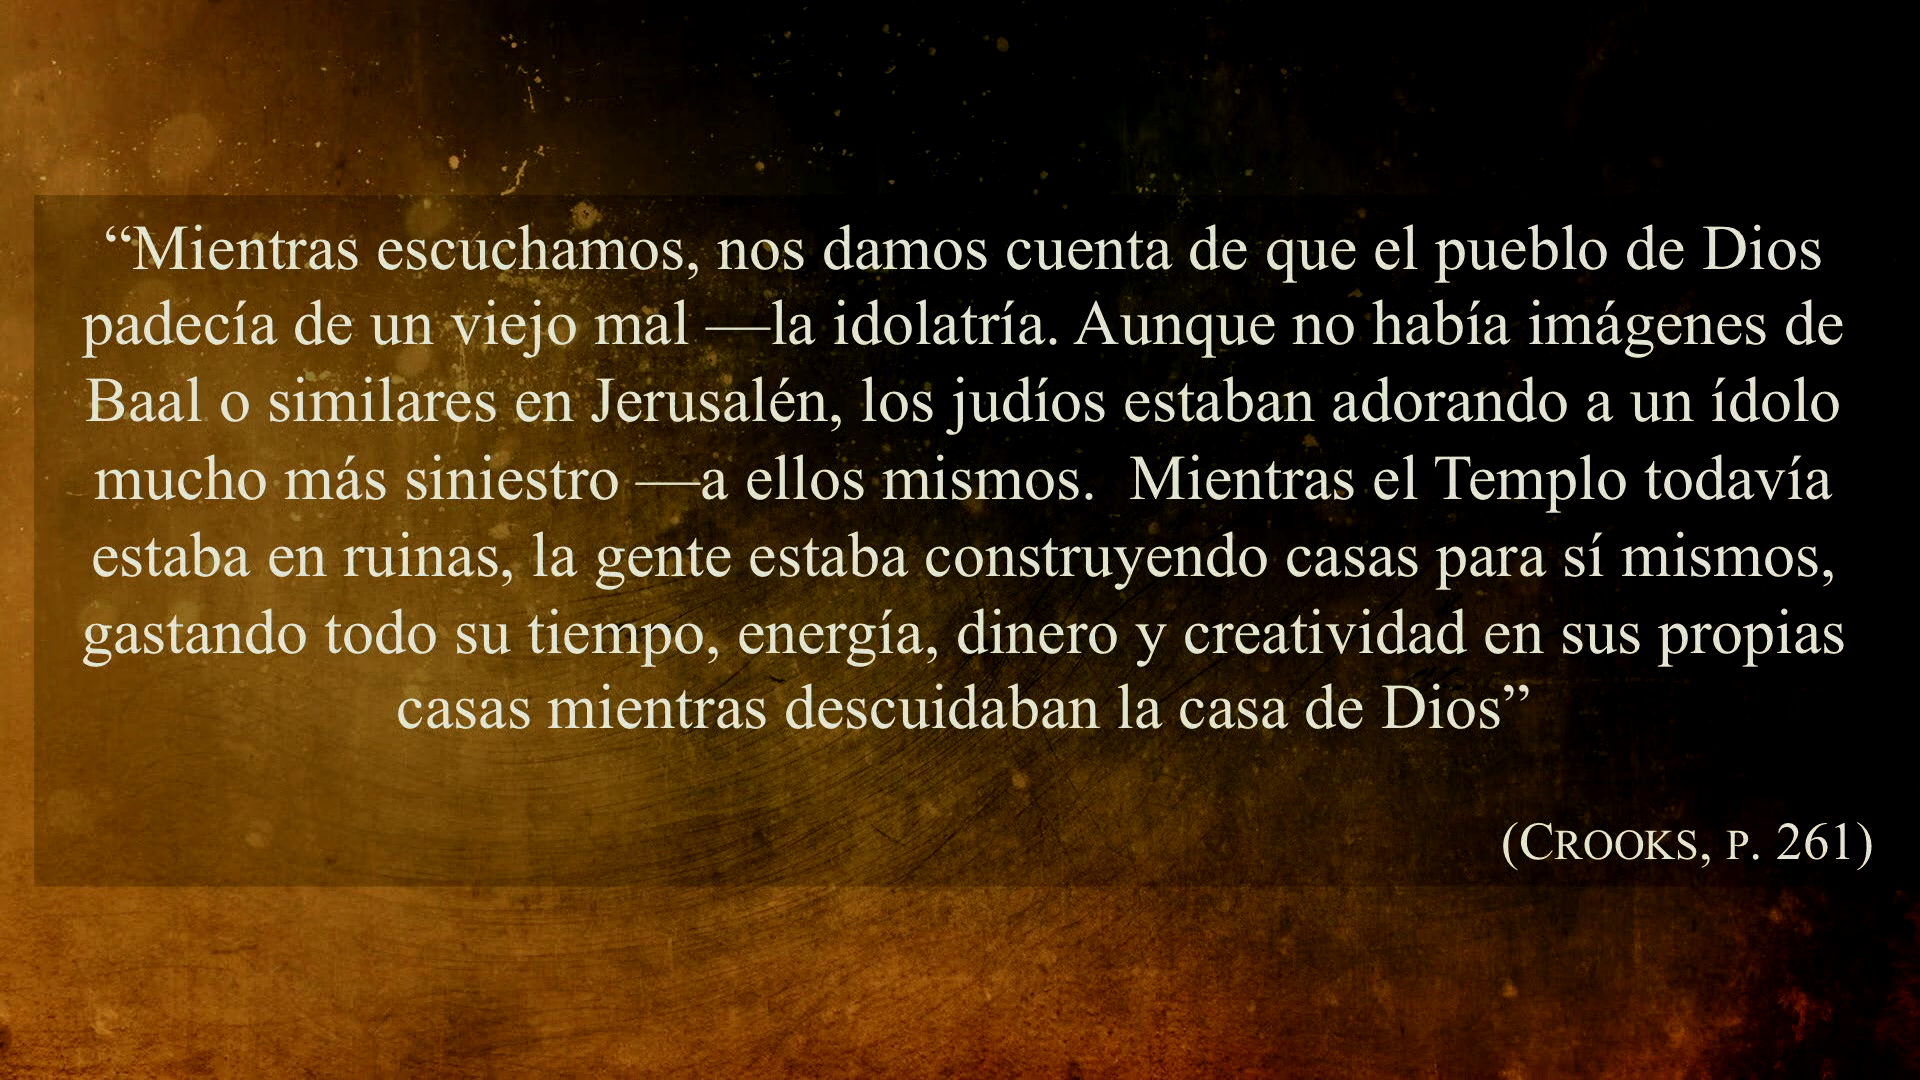 “Mientras escuchamos, nos damos cuenta de que el pueblo de Dios
padecía de un viejo mal —la idolatría. Aunque no había imágenes de
Baal o similares en Jerusalén, los judíos estaban adorando a un ídolo
mucho más siniestro —a ellos mismos.  Mientras el Templo todavía
estaba en ruinas, la gente estaba construyendo casas para sí mismos,
gastando todo su tiempo, energía, dinero y creatividad en sus propias
casas mientras descuidaban la casa de Dios”
(CROOKS, P. 261)